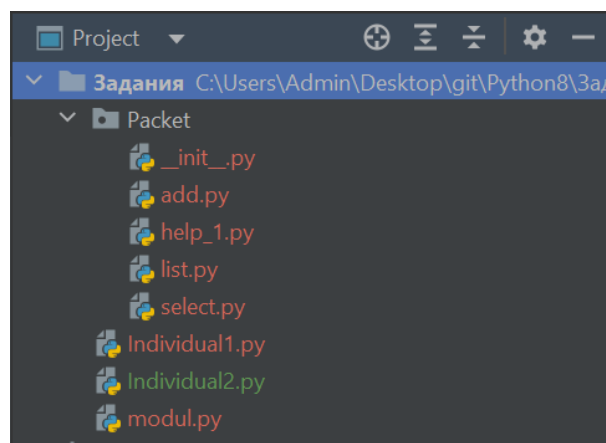 Project
Задания C:\Users\Admin\Desktop\git\Python8\Зад
Packet
__init__.py
add.py
help_1.py
list.py
select.py
Individual1.py
Individual2.py
modul.py